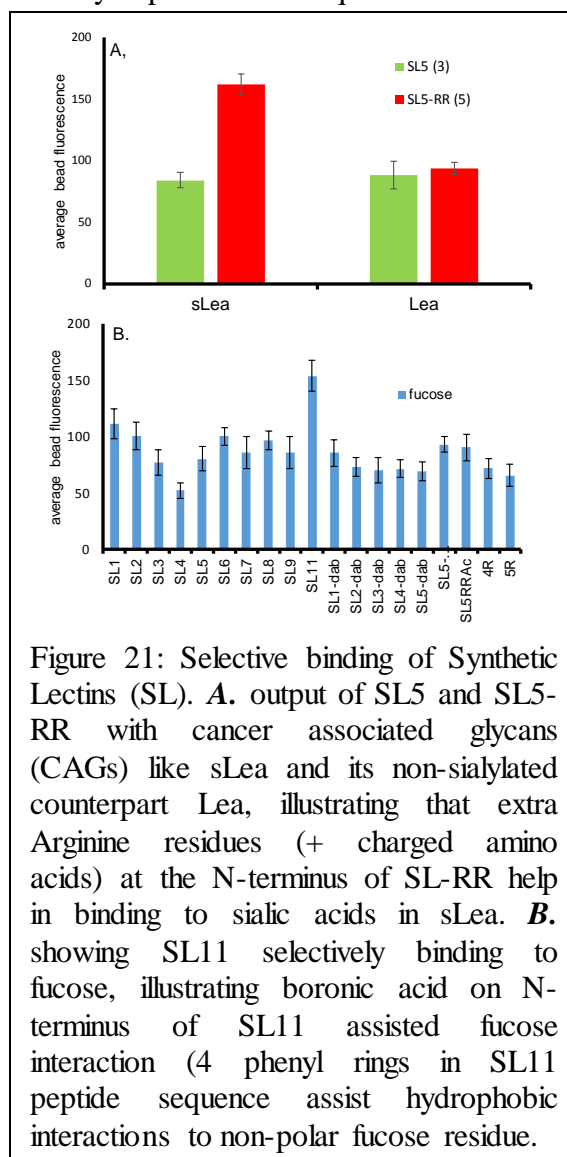 A,
200
150
100
50
0
average bead fluorescence
SL5 (3)
SL5-RR (5)
sLea
Lea
B.
200
150
100
50
0
average bead fluorescence
fucose
SL1
SL2
SL3
SL4
SL5
SL6
SL7
SL8
SL9
SL11
SL1-dab
SL2-dab
SL3-dab
SL4-dab
SL5-dab
SL5-..
SL5RRAc
4R
5R
Figure 21: Selective binding of Synthetic
Lectins (SL). A. output of SL5 and SL5-
RR with cancer associated glycans
(CAGs) like sLea and its non-sialylated
counterpart Lea, illustrating that extra
Arginine residues (+ charged amino
acids) at the N-terminus of SL-RR help
in binding to sialic acids in sLea. B.
showing SL11 selectively binding to
fucose, illustrating boronic acid on N-
terminus of SL11 assisted fucose
interaction (4 phenyl rings in SL11
peptide sequence assist hydrophobic
interactions to non-polar fucose residue.